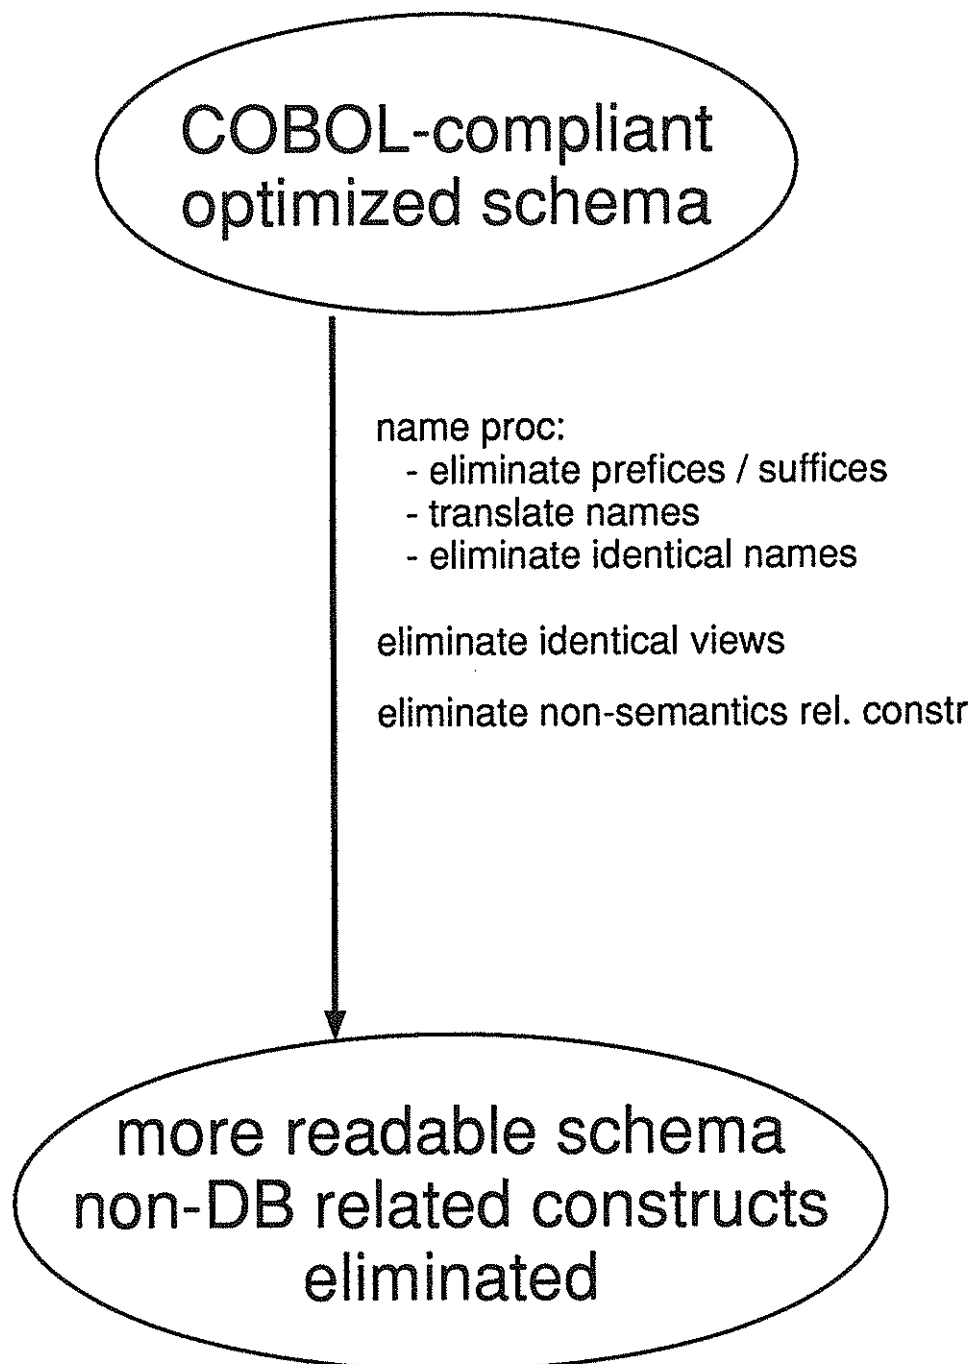 COBOL-compliant
optimized schema
name proc:
- eliminate prefices / suffices
- translate names
- eliminate identical names
eliminate identical views
eliminate non-semantics rel. constr
more readable schema
non-DB related constructs
eliminated